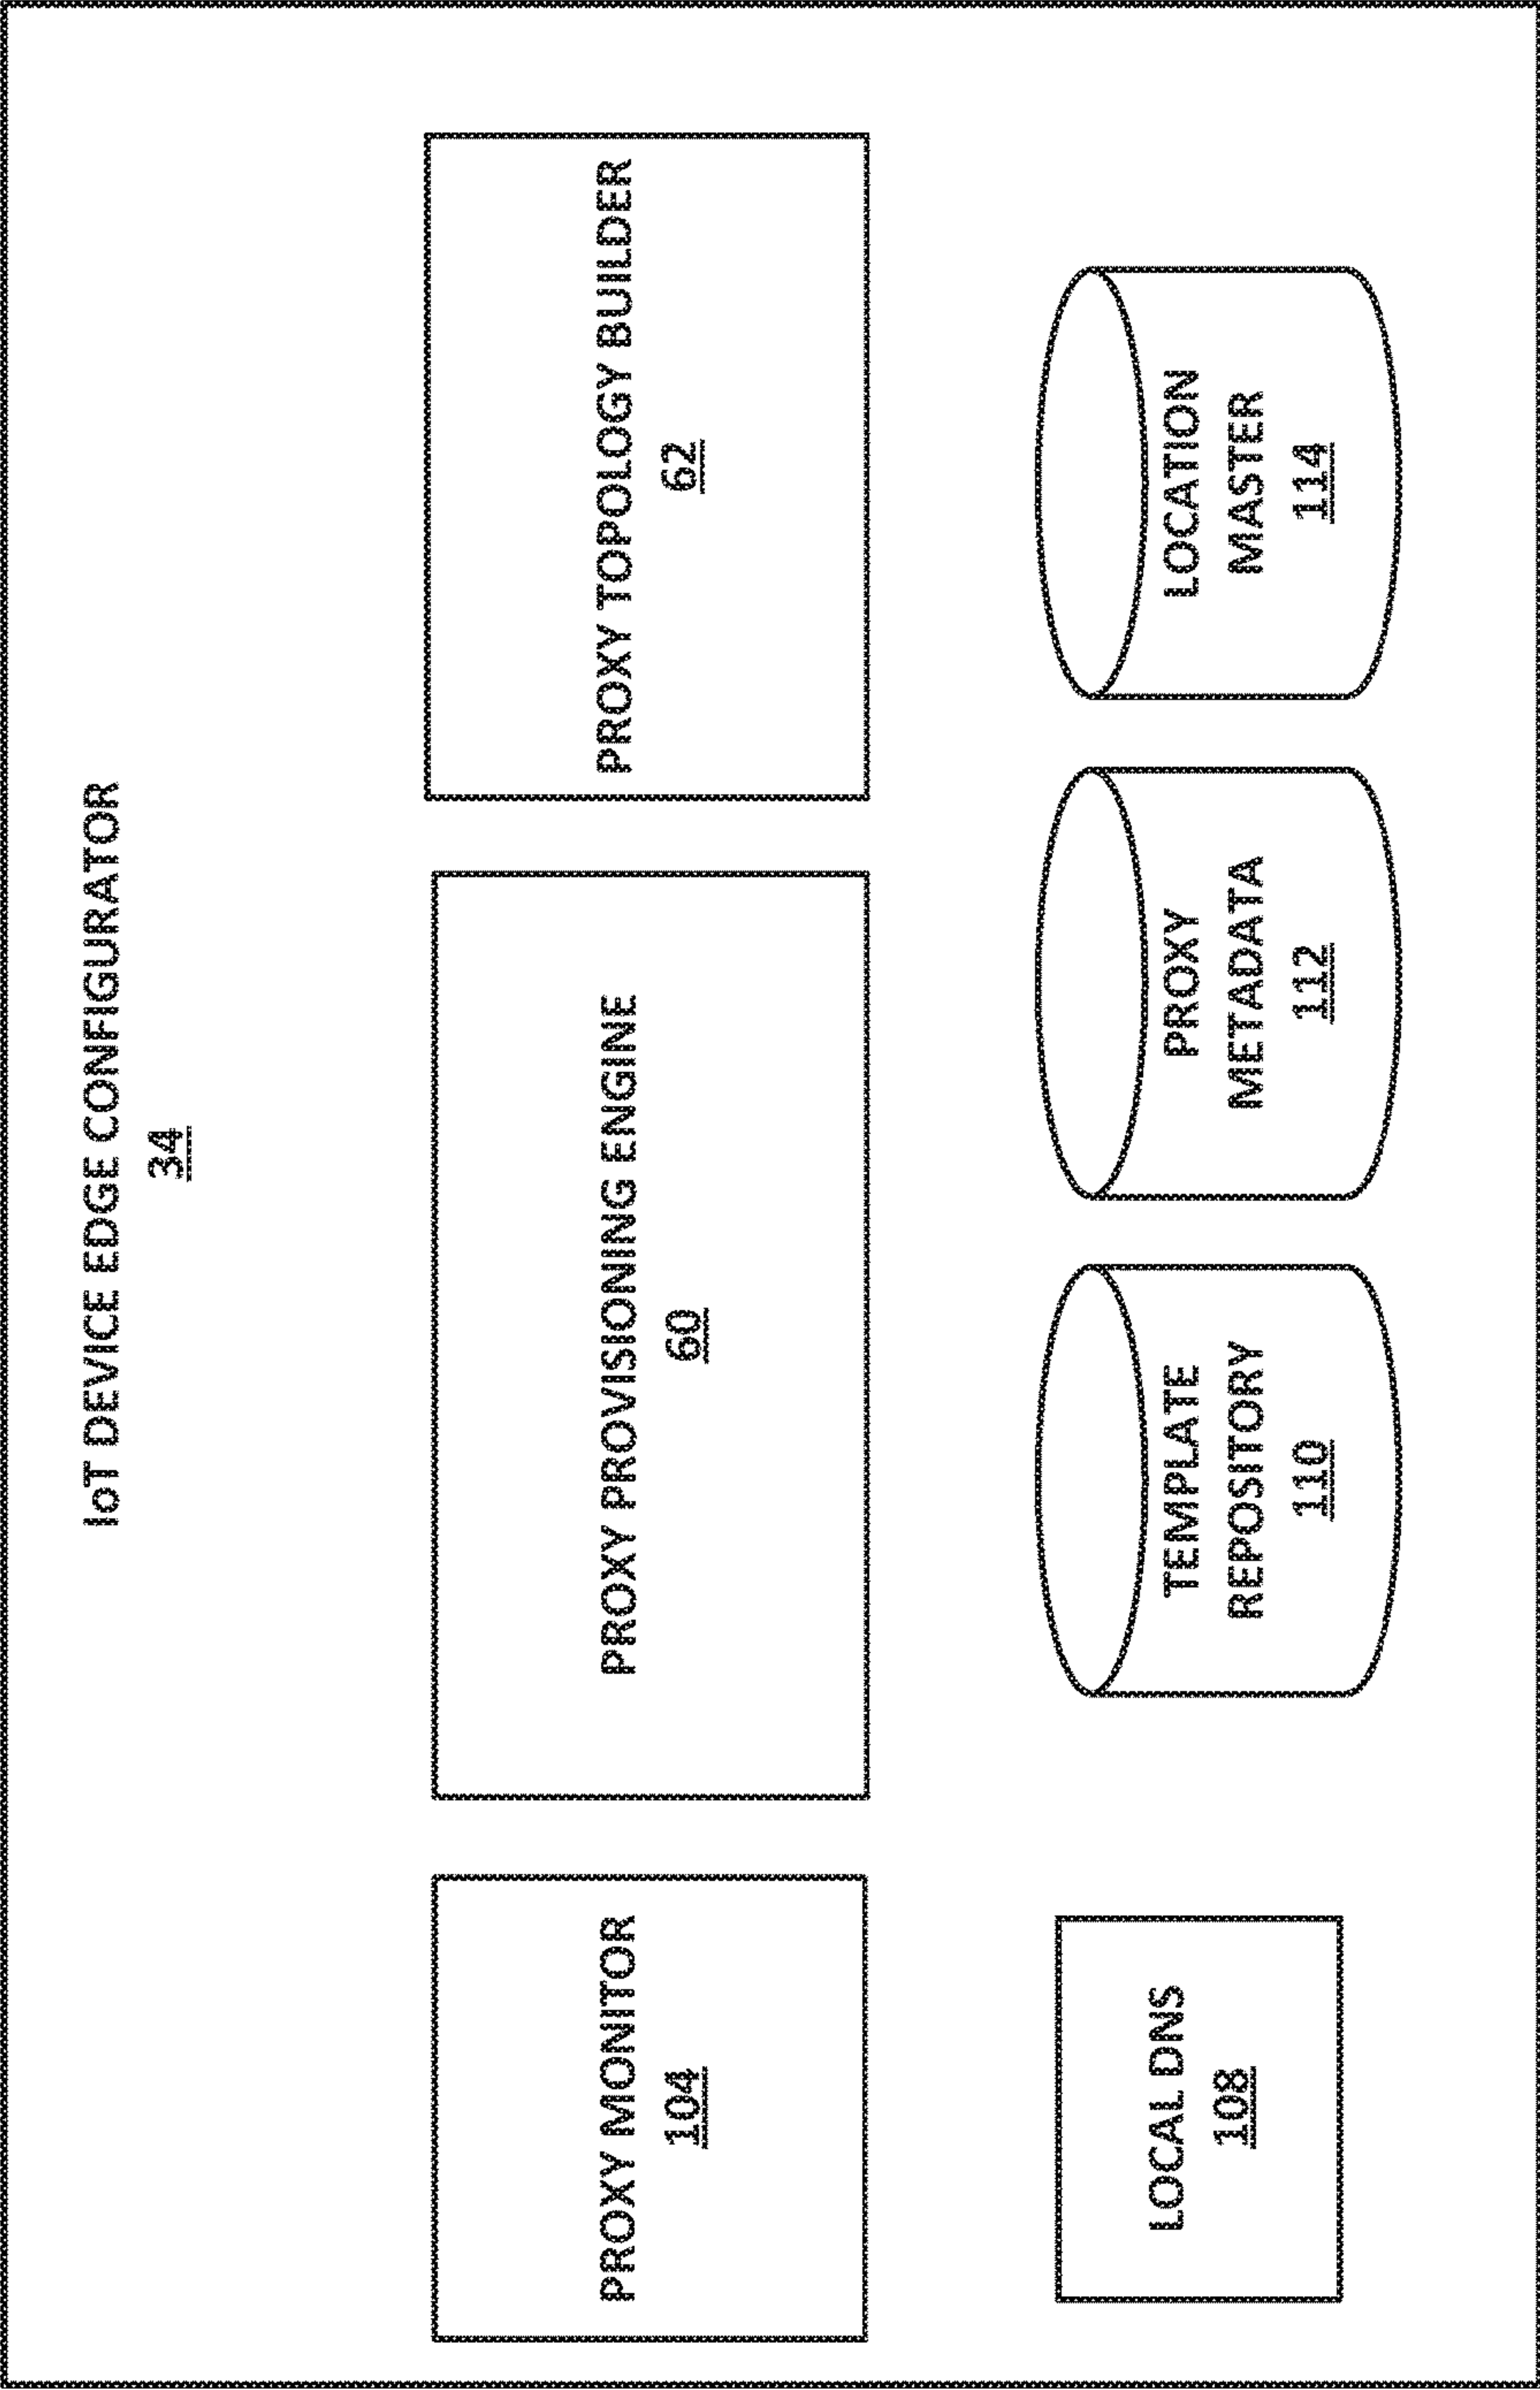 IoT DEVICE EDGE CONFIGURATOR
34
PROXY MONITOR
104
PROXY PROVISIONING ENGINE
60
PROXY TOPOLOGY BUILDER
62
LOCAL DNS
108
TEMPLATE
REPOSITORY
110
PROXY
METADATA
112
LOCATION
MASTER
114